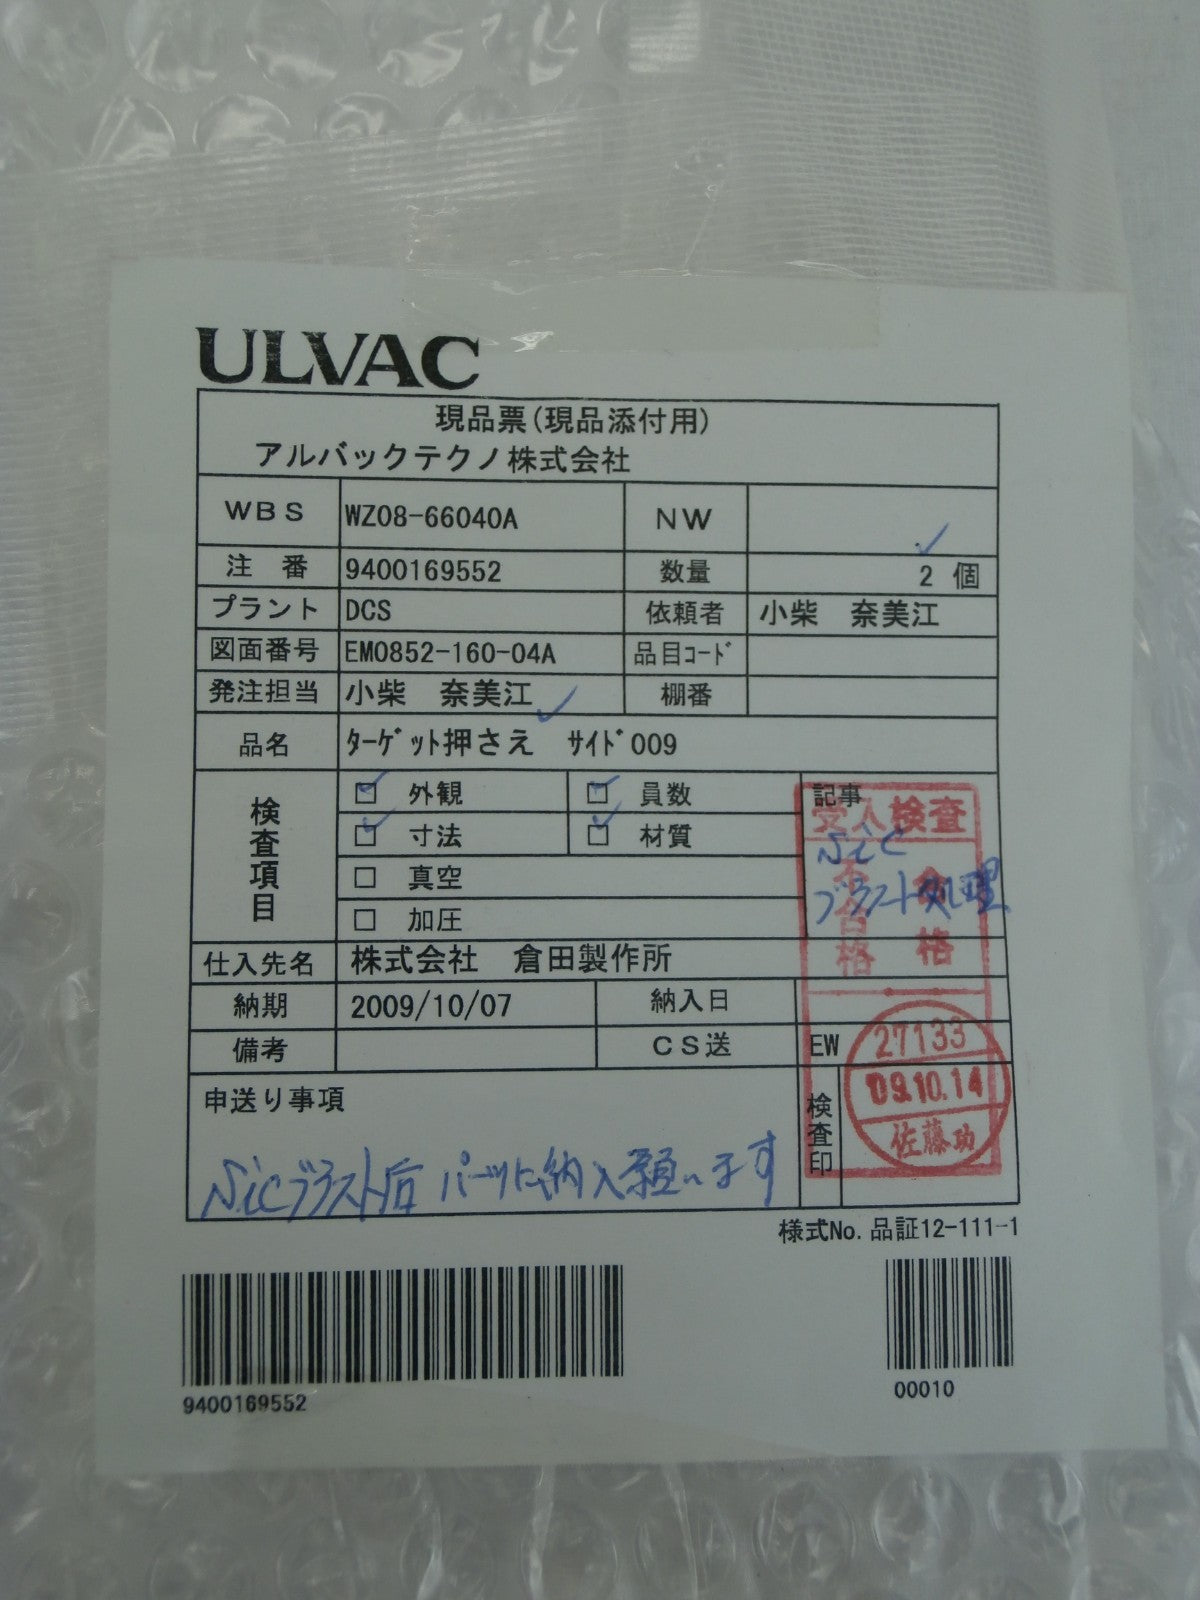 ULVAC
現品票(現品添付用)
アルバックテクノ株式会社
WBS WZ08-66040A NW
注 番 9400169552 数量 2 個
プラント DCS 依頼者 小柴 奈美江
図面番号 EM0852-160-04A 品目ｺｰﾄﾞ
発注担当 小柴 奈美江 棚番
品名 ﾀｰｹﾞｯﾄ押さえ ｻｲﾄﾞ009
検査項目
□ 外観 □ 員数
□ 寸法 □ 材質
□ 真空
□ 加圧
記事
受入検査
SiC
ブラスト処理
不合格 合格
仕入先名 株式会社 倉田製作所
納期 2009/10/07 納入日
備考 CS送 EW
27133
09.10.14
佐藤功
申送り事項
検査印
SiCブラスト后 パーツに納入願います
様式No. 品証12-111-1
9400169552
00010